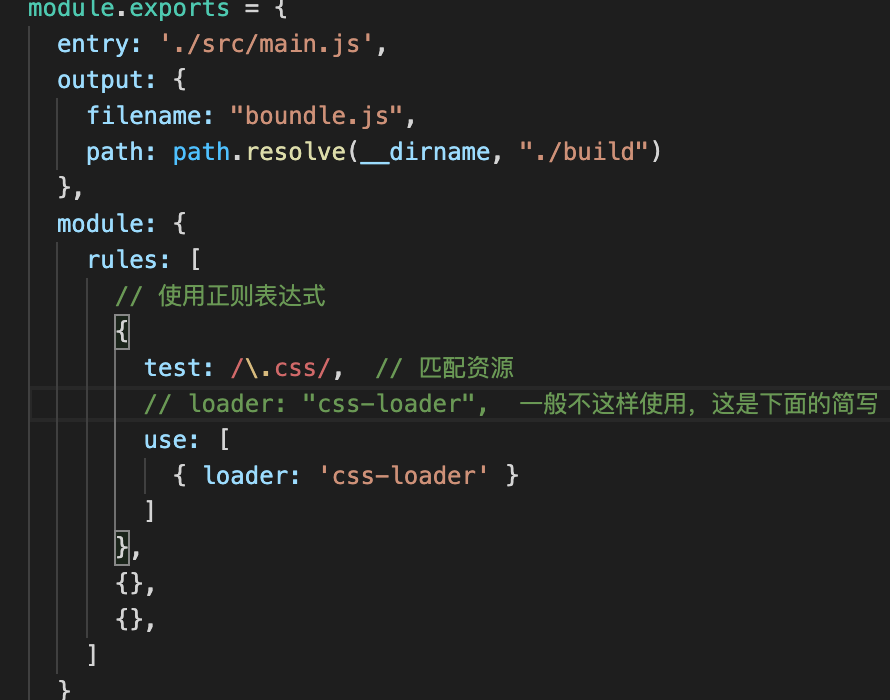 module.exports = {
  entry: './src/main.js',
  output: {
    filename: "boundle.js",
    path: path.resolve(__dirname, "./build")
  },
  module: {
    rules: [
      // 使用正则表达式
      {
        test: /\.css/,  // 匹配资源
        // loader: "css-loader",  一般不这样使用，这是下面的简写
        use: [
          { loader: 'css-loader' }
        ]
      },
      {},
      {},
    ]
  }